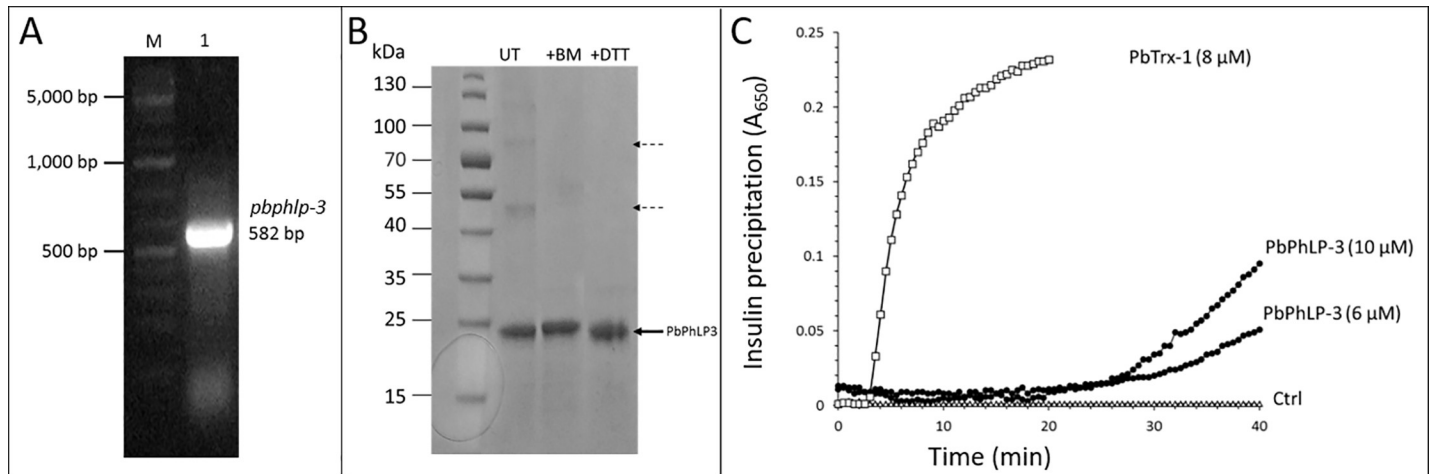 A
M 1
5,000 bp
1,000 bp
500 bp
pbphlp-3
582 bp
B
kDa
UT +BM +DTT
130
100
70
55
40
35
25
15
PbPhLP3
C
Insulin precipitation (A650)
0.25
0.2
0.15
0.1
0.05
0
0 10 20 30 40
Time (min)
PbTrx-1 (8 µM)
PbPhLP-3 (10 µM)
PbPhLP-3 (6 µM)
Ctrl